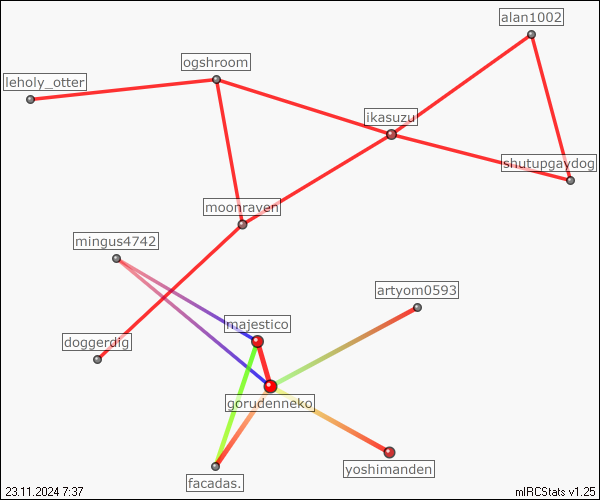 alan1002
ogshroom
leholy_otter
ikasuzu
shutupgaydog
moonraven
mingus4742
artyom0593
majestico
doggerdig
gorudenneko
yoshimanden
facadas.
23.11.2024 7:37
mIRCStats v1.25